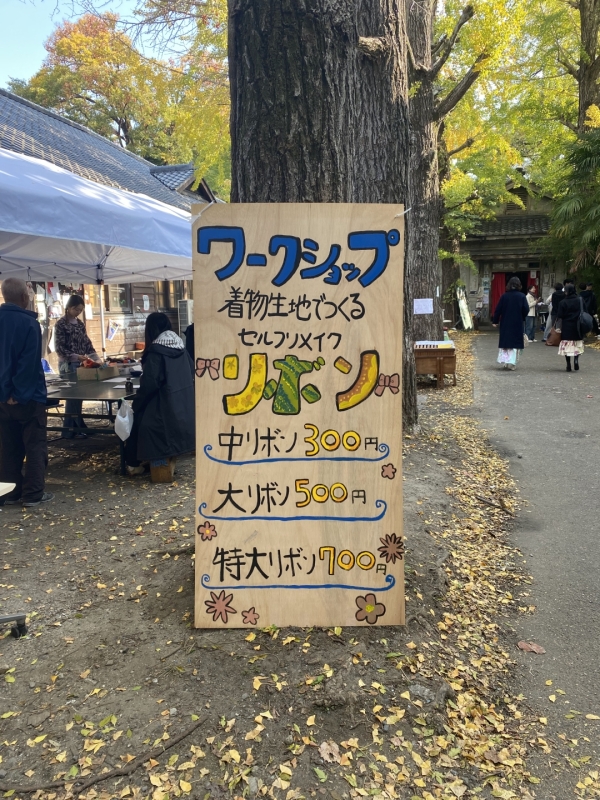 ワークショップ
着物生地でつくる
セルフリメイク
リボン
中リボン300円
大リボン500円
特大リボン700円